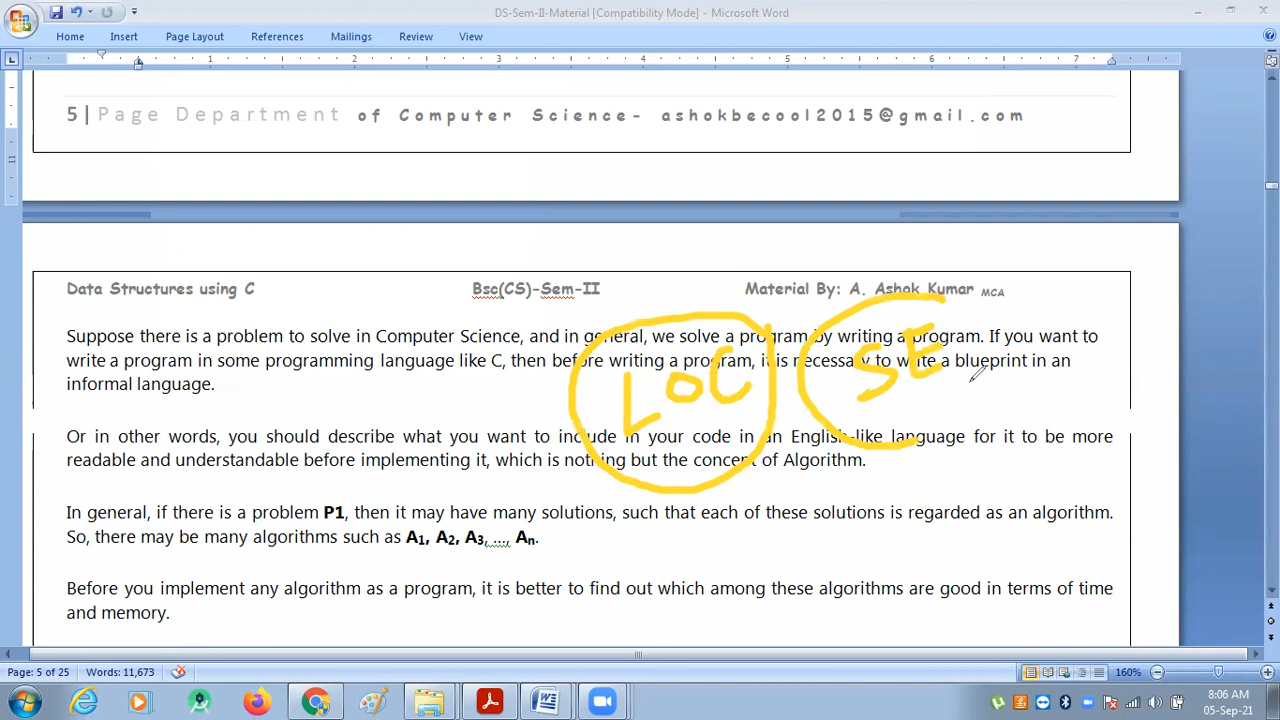 DS-Sem-II-Material [Compatibility Mode] - Microsoft Word
Home Insert Page Layout References Mailings Review View
1 2 3 4 5 6 7
5 | Page Department of Computer Science- ashokbecool2015@gmail.com
Data Structures using C Bsc(CS)-Sem-II Material By: A. Ashok Kumar MCA
Suppose there is a problem to solve in Computer Science, and in general, we solve a program by writing a program. If you want to
write a program in some programming language like C, then before writing a program, it is necessary to write a blueprint in an
informal language.
LOC SE
Or in other words, you should describe what you want to include in your code in an English-like language for it to be more
readable and understandable before implementing it, which is nothing but the concept of Algorithm.
In general, if there is a problem P1, then it may have many solutions, such that each of these solutions is regarded as an algorithm.
So, there may be many algorithms such as A1, A2, A3, ..., An.
Before you implement any algorithm as a program, it is better to find out which among these algorithms are good in terms of time
and memory.
Page: 5 of 25 Words: 11,673 160%
8:06 AM
05-Sep-21